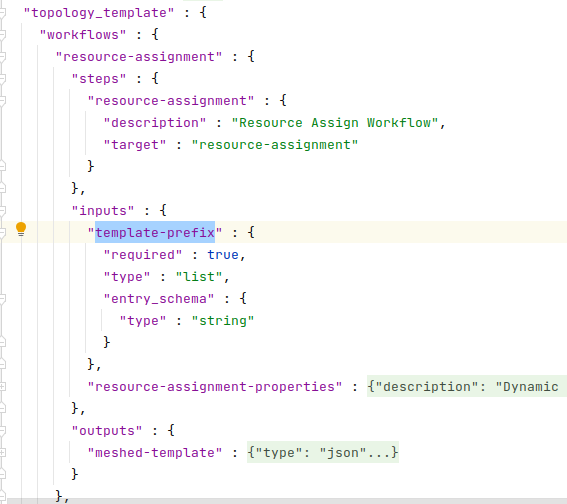 "topology_template" : {
"workflows" : {
"resource-assignment" : {
"steps" : {
"resource-assignment" : {
"description" : "Resource Assign Workflow",
"target" : "resource-assignment"
}
},
"inputs" : {
"template-prefix" : {
"required" : true,
"type" : "list",
"entry_schema" : {
"type" : "string"
}
},
"resource-assignment-properties" : {"description": "Dynamic
},
"outputs" : {
"meshed-template" : {"type": "json"...}
}
},